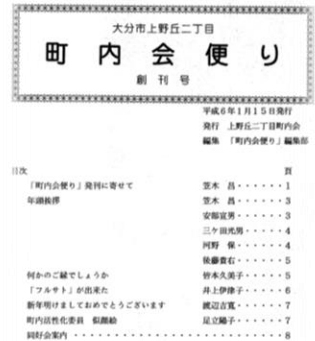 大分市上野丘二丁目
町内会便り
創刊号
平成6年1月15日発行
発行 上野丘二丁目町内会
編集 「町内会便り」編集部
目次 頁
「町内会便り」発刊に寄せて 笠木 昌・・・・・・1
年頭挨拶 笠木 昌・・・・・・3
安部宣男・・・・・・3
三ケ田光男・・・・・4
河野 保・・・・・・4
後藤貴右・・・・・・5
何かのご縁でしょうか 皆木久美子・・・・・5
「フルサト」が出来た 井上伊津子・・・・・6
新年明けましておめでとうございます 渡辺吉寛・・・・・・7
町内活性化委員 似顔絵 足立陽子・・・・・・7
同好会案内 ・・・・・・・・・・・・・・・・・・・・・・8